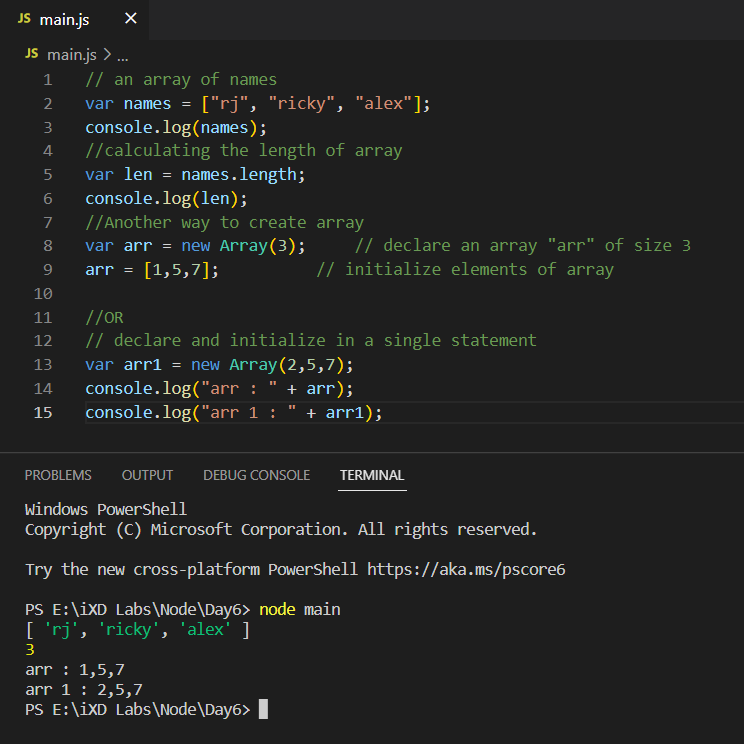 JS main.js ×
JS main.js > ...
1 // an array of names
2 var names = ["rj", "ricky", "alex"];
3 console.log(names);
4 //calculating the length of array
5 var len = names.length;
6 console.log(len);
7 //Another way to create array
8 var arr = new Array(3);     // declare an array "arr" of size 3
9 arr = [1,5,7];          // initialize elements of array
10
11 //OR
12 // declare and initialize in a single statement
13 var arr1 = new Array(2,5,7);
14 console.log("arr : " + arr);
15 console.log("arr 1 : " + arr1);
PROBLEMS OUTPUT DEBUG CONSOLE TERMINAL
Windows PowerShell
Copyright (C) Microsoft Corporation. All rights reserved.
Try the new cross-platform PowerShell https://aka.ms/pscore6
PS E:\iXD Labs\Node\Day6> node main
[ 'rj', 'ricky', 'alex' ]
3
arr : 1,5,7
arr 1 : 2,5,7
PS E:\iXD Labs\Node\Day6>